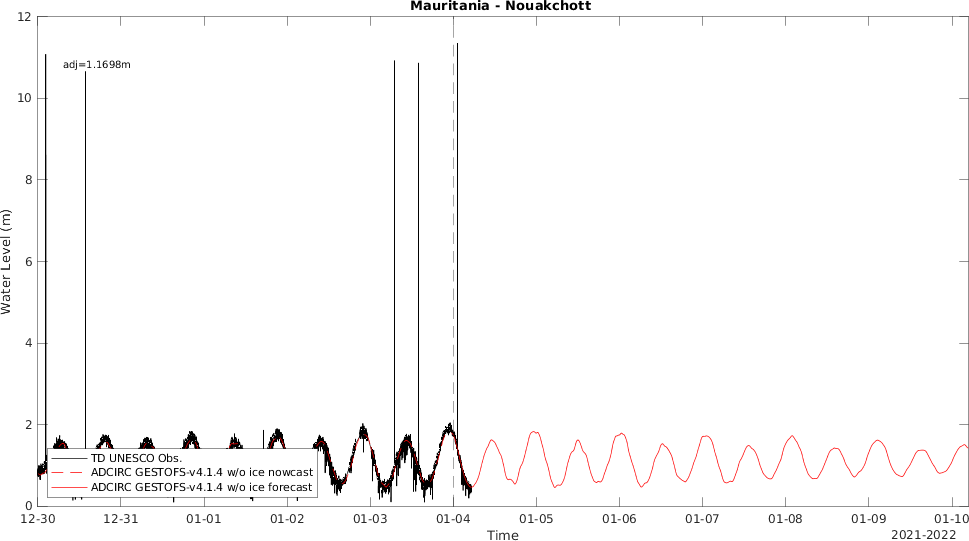 Mauritania - Nouakchott
12
10
8
6
4
2
0
Water Level (m)
adj=1.1698m
TD UNESCO Obs.
ADCIRC GESTOFS-v4.1.4 w/o ice nowcast
ADCIRC GESTOFS-v4.1.4 w/o ice forecast
12-30 12-31 01-01 01-02 01-03 01-04 01-05 01-06 01-07 01-08 01-09 01-10
Time
2021-2022